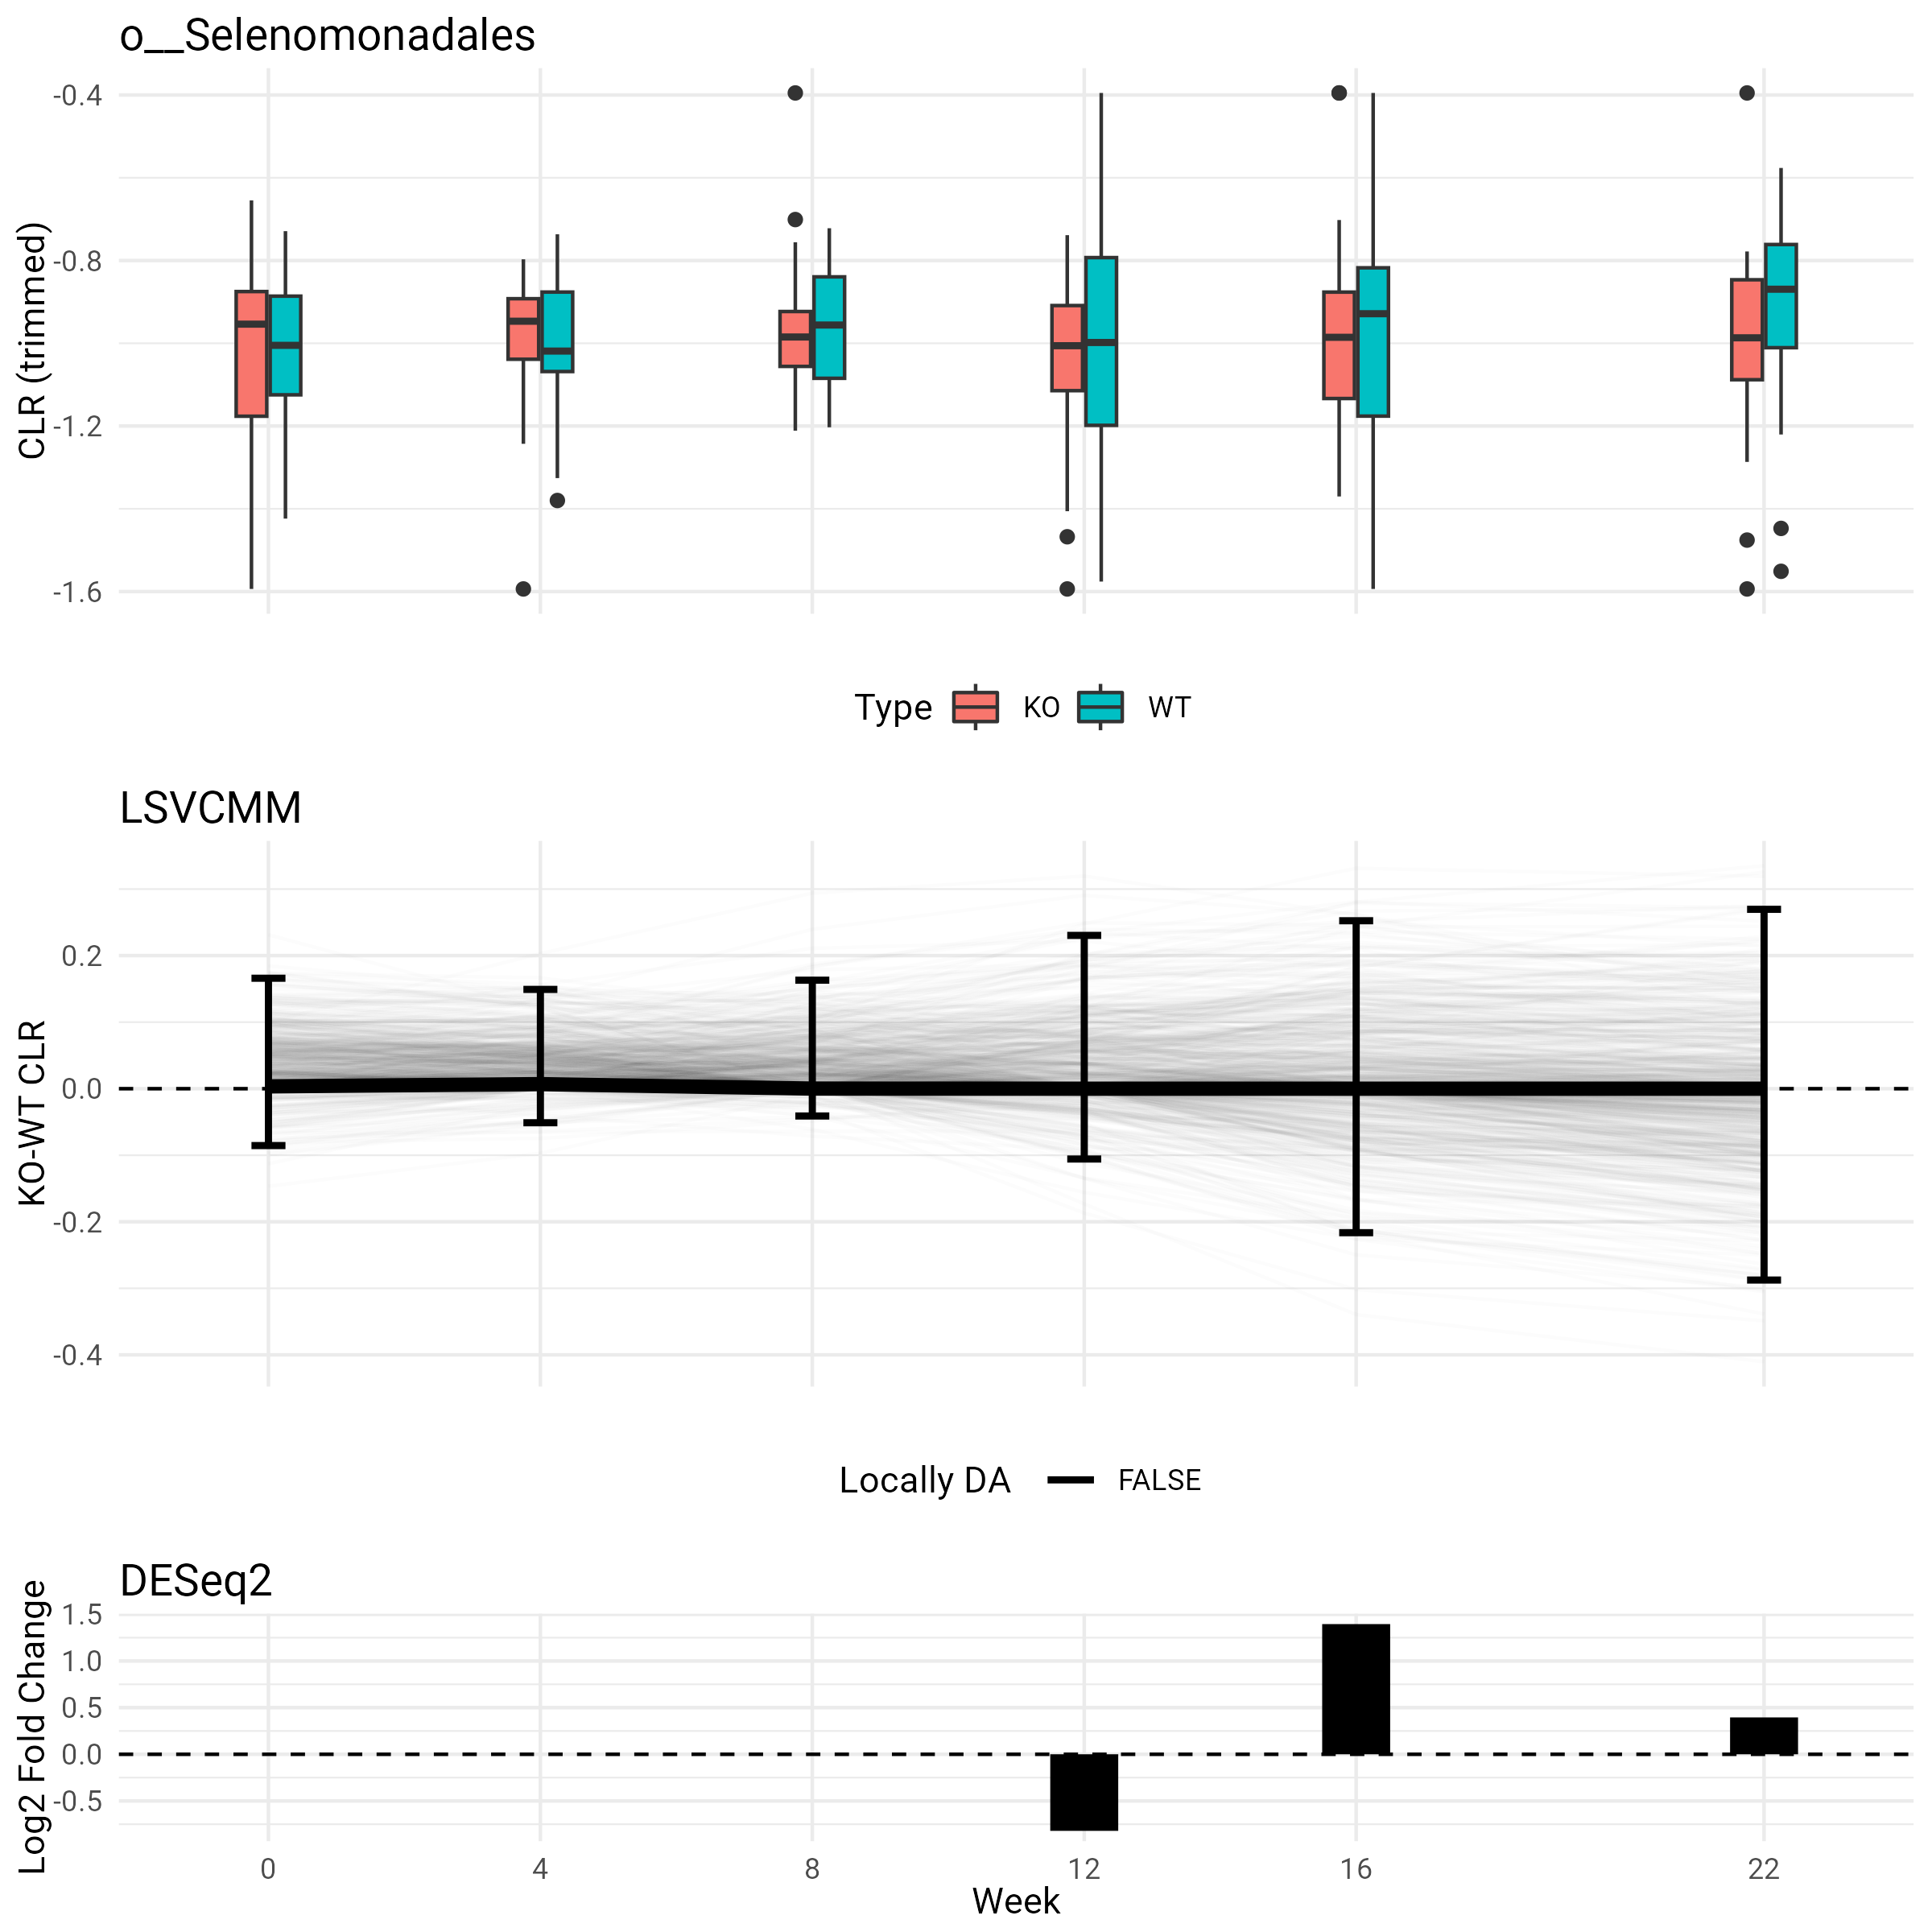 o__Selenomonadales
CLR (trimmed)
-0.4
-0.8
-1.2
-1.6
Type KO WT
LSVCMM
KO-WT CLR
0.2
0.0
-0.2
-0.4
Locally DA FALSE
DESeq2
Log2 Fold Change
1.5
1.0
0.5
0.0
-0.5
0 4 8 12 16 22
Week